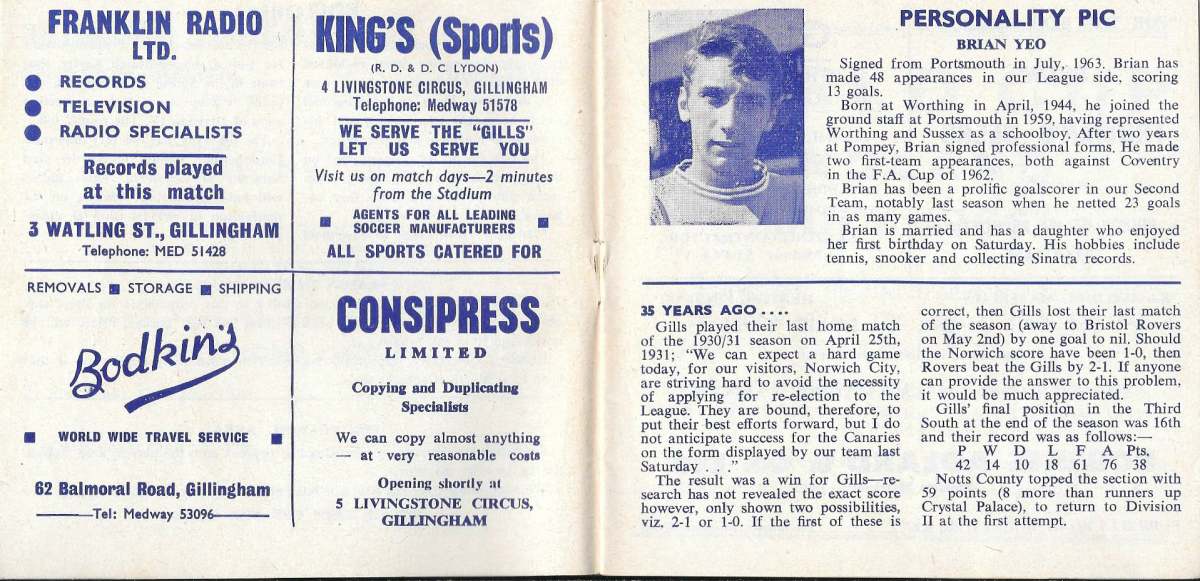 FRANKLIN RADIO
LTD.
RECORDS
TELEVISION
RADIO SPECIALISTS
Records played
at this match
3 WATLING ST., GILLINGHAM
Telephone: MED 51428
KING'S (Sports)
(R. D. & D. C LYDON)
4 LIVINGSTONE CIRCUS, GILLINGHAM
Telephone: Medway 51578
WE SERVE THE "GILLS"
LET US SERVE YOU
Visit us on match days—2 minutes
from the Stadium
AGENTS FOR ALL LEADING
SOCCER MANUFACTURERS
ALL SPORTS CATERED FOR
REMOVALS ■ STORAGE ■ SHIPPING
Bodkin's
WORLD WIDE TRAVEL SERVICE
62 Balmoral Road, Gillingham
Tel: Medway 53096
CONSIPRESS
LIMITED
Copying and Duplicating
Specialists
We can copy almost anything
— at very reasonable costs
Opening shortly at
5 LIVINGSTONE CIRCUS,
GILLINGHAM
PERSONALITY PIC
BRIAN YEO
Signed from Portsmouth in July, 1963. Brian has
made 48 appearances in our League side, scoring
13 goals.
Born at Worthing in April, 1944, he joined the
ground staff at Portsmouth in 1959, having represented
Worthing and Sussex as a schoolboy. After two years
at Pompey, Brian signed professional forms. He made
two first-team appearances, both against Coventry
in the F.A. Cup of 1962.
Brian has been a prolific goalscorer in our Second
Team, notably last season when he netted 23 goals
in as many games.
Brian is married and has a daughter who enjoyed
her first birthday on Saturday. His hobbies include
tennis, snooker and collecting Sinatra records.
35 YEARS AGO ....
Gills played their last home match
of the 1930/31 season on April 25th,
1931; "We can expect a hard game
today, for our visitors, Norwich City,
are striving hard to avoid the necessity
of applying for re-election to the
League. They are bound, therefore, to
put their best efforts forward, but I do
not anticipate success for the Canaries
on the form displayed by our team last
Saturday . . ."
The result was a win for Gills—re-
search has not revealed the exact score
however, only shown two possibilities,
viz. 2-1 or 1-0. If the first of these is
correct, then Gills lost their last match
of the season (away to Bristol Rovers
on May 2nd) by one goal to nil. Should
the Norwich score have been 1-0, then
Rovers beat the Gills by 2-1. If anyone
can provide the answer to this problem,
it would be much appreciated.
Gills' final position in the Third
South at the end of the season was 16th
and their record was as follows:—
P W D L F A Pts,
42 14 10 18 61 76 38
Notts County topped the section with
59 points (8 more than runners up
Crystal Palace), to return to Division
II at the first attempt.